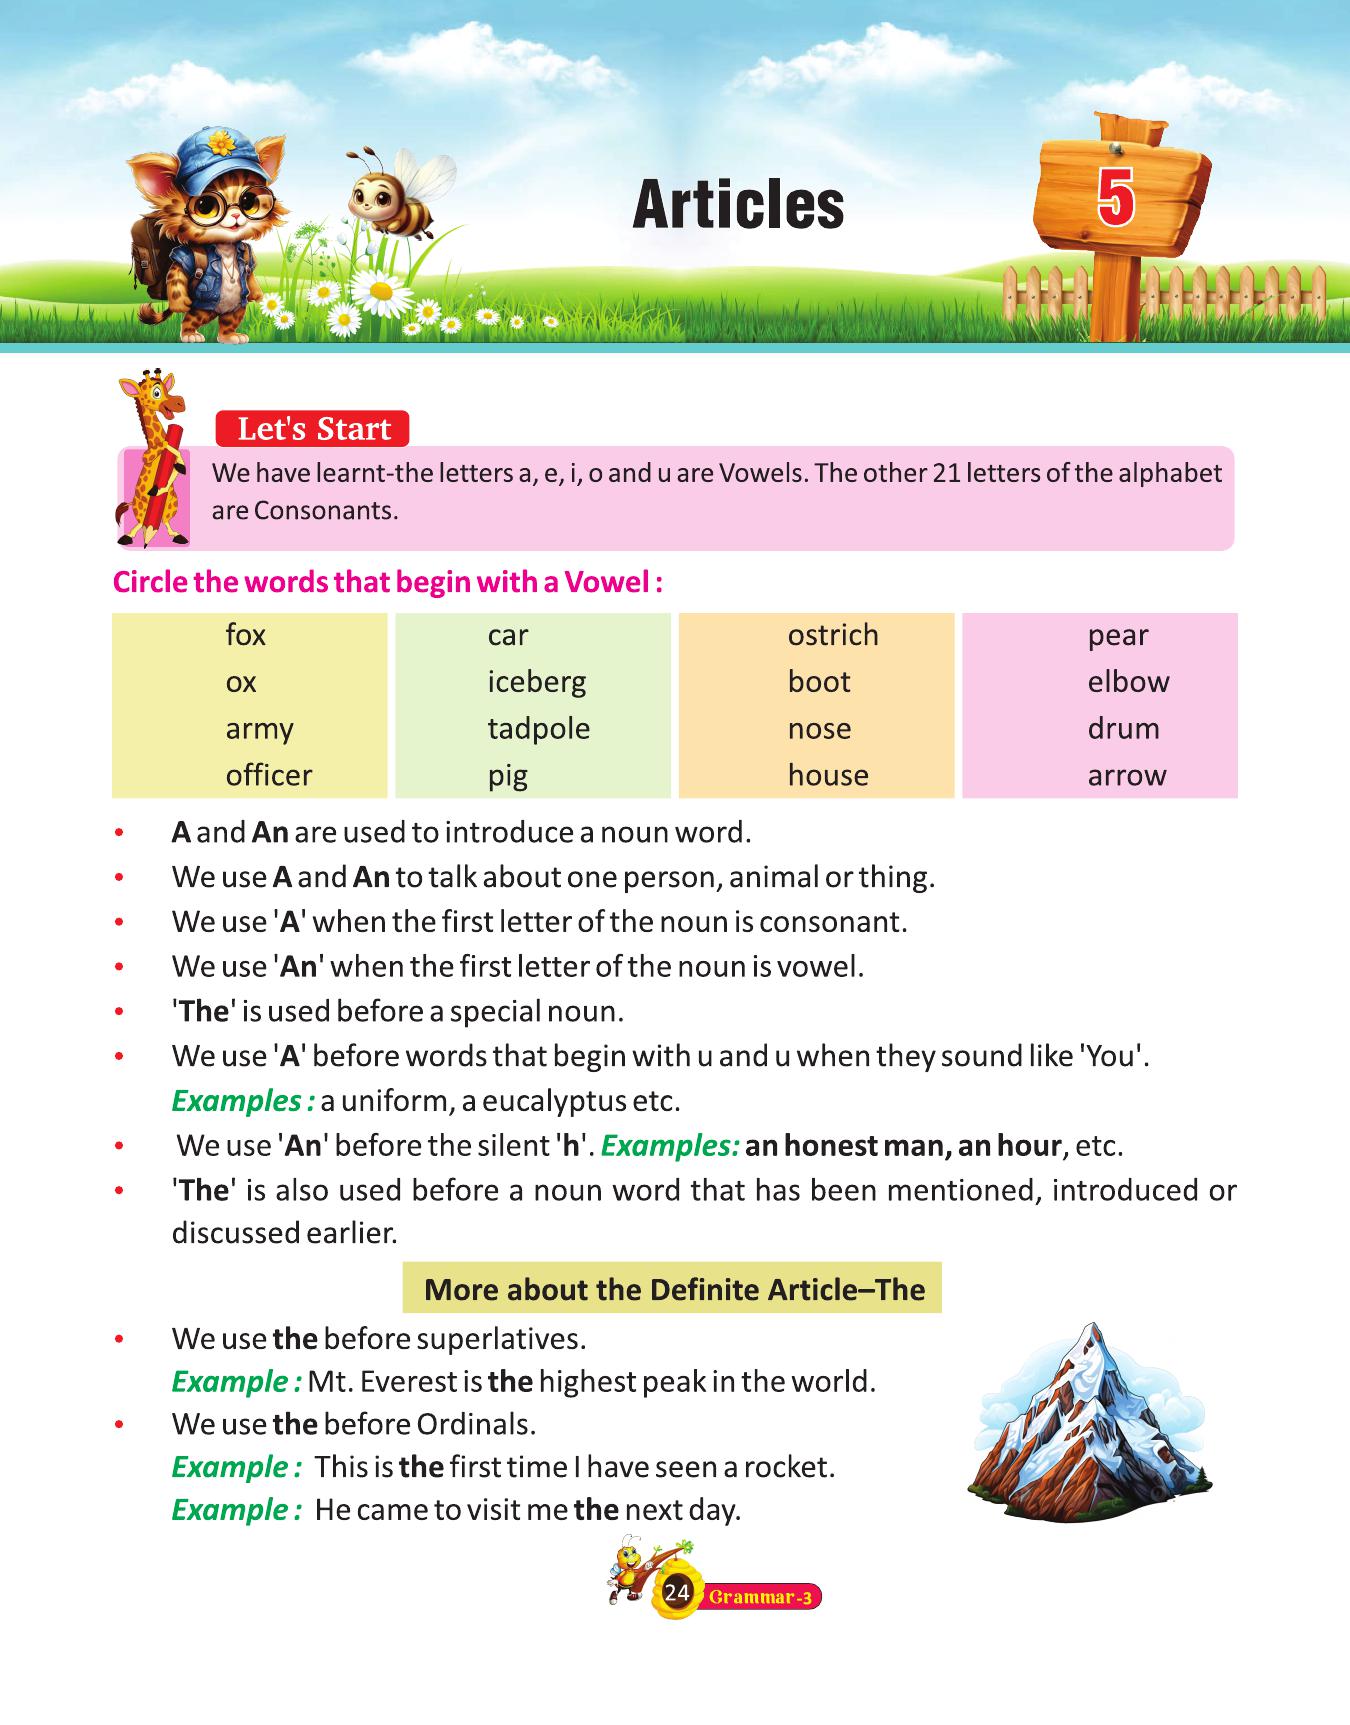 Articles
5
Let's Start
We have learnt-the letters a, e, i, o and u are Vowels. The other 21 letters of the alphabet
are Consonants.
Circle the words that begin with a Vowel :
fox car ostrich pear
ox iceberg boot elbow
army tadpole nose drum
officer pig house arrow
• A and An are used to introduce a noun word.
• We use A and An to talk about one person, animal or thing.
• We use 'A' when the first letter of the noun is consonant.
• We use 'An' when the first letter of the noun is vowel.
• 'The' is used before a special noun.
• We use 'A' before words that begin with u and u when they sound like 'You'.
Examples : a uniform, a eucalyptus etc.
• We use 'An' before the silent 'h'. Examples: an honest man, an hour, etc.
• 'The' is also used before a noun word that has been mentioned, introduced or
discussed earlier.
More about the Definite Article–The
• We use the before superlatives.
Example : Mt. Everest is the highest peak in the world.
• We use the before Ordinals.
Example : This is the first time I have seen a rocket.
Example : He came to visit me the next day.
24 Grammar-3